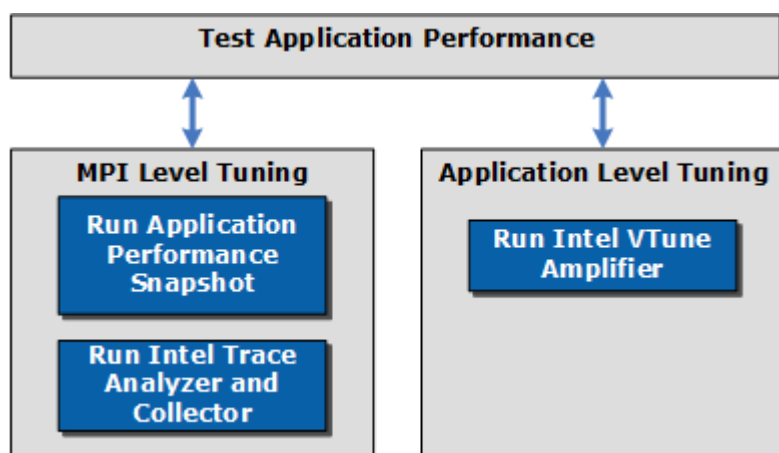 Test Application Performance
MPI Level Tuning
Run Application
Performance
Snapshot
Run Intel Trace
Analyzer and
Collector
Application Level Tuning
Run Intel VTune
Amplifier